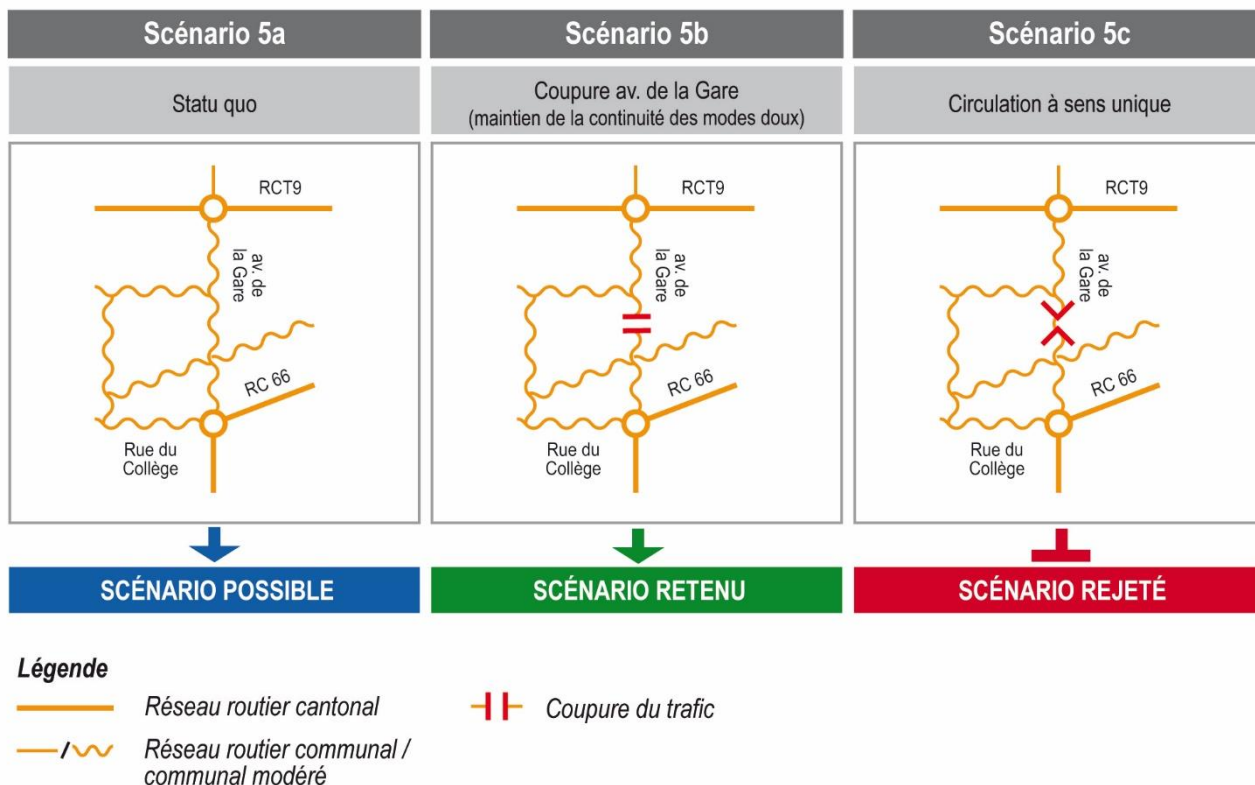 Scénario 5a
Scénario 5b
Scénario 5c
Statu quo
Coupure av. de la Gare
(maintien de la continuité des modes doux)
Circulation à sens unique
RCT9
av. de
la Gare
RC 66
Rue du
Collège
RCT9
av. de
la Gare
RC 66
Rue du
Collège
RCT9
av. de
la Gare
RC 66
Rue du
Collège
SCÉNARIO POSSIBLE
SCÉNARIO RETENU
SCÉNARIO REJETÉ
Légende
Réseau routier cantonal
Coupure du trafic
/ Réseau routier communal /
communal modéré